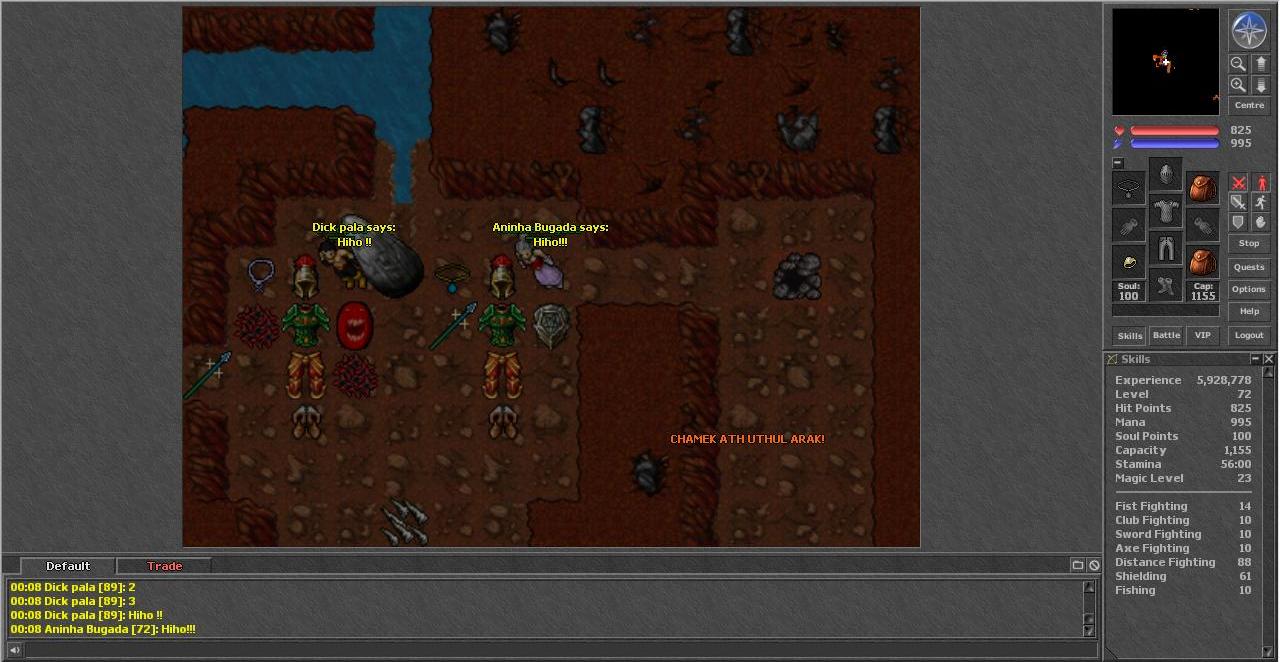 Dick pala says:
Hiho !!
Aninha Bugada says:
Hiho!!!
CHAMEK ATH UTHUL ARAK!
Centre
825
995
Soul:
100
Cap:
1155
Stop
Quests
Options
Help
Skills Battle VIP Logout
Skills
Experience 5,928,778
Level 72
Hit Points 825
Mana 995
Soul Points 100
Capacity 1,155
Stamina 56:00
Magic Level 23
Fist Fighting 14
Club Fighting 10
Sword Fighting 10
Axe Fighting 10
Distance Fighting 88
Shielding 61
Fishing 10
Default Trade
00:08 Dick pala [89]: 2
00:08 Dick pala [89]: 3
00:08 Dick pala [89]: Hiho !!
00:08 Aninha Bugada [72]: Hiho!!!